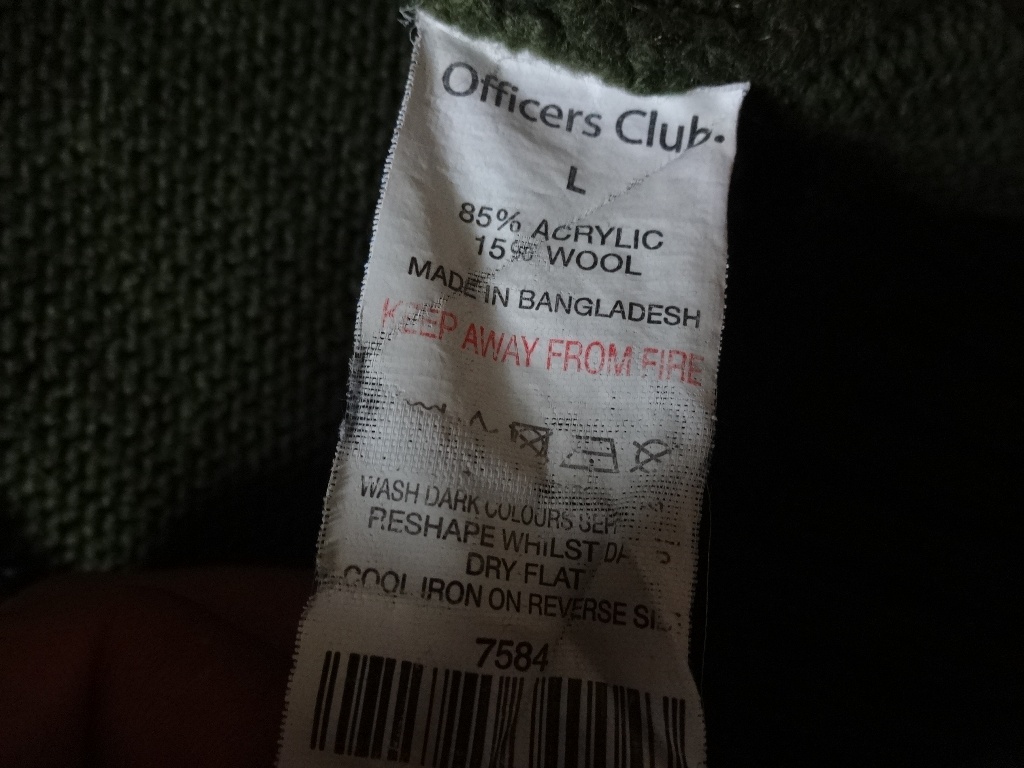 Officers Club.
L
85% ACRYLIC
15% WOOL
MADE IN BANGLADESH
KEEP AWAY FROM FIRE
WASH DARK COLOURS
RESHAPE WHILST
DRY FLAT
COOL IRON ON REVERSE
7584